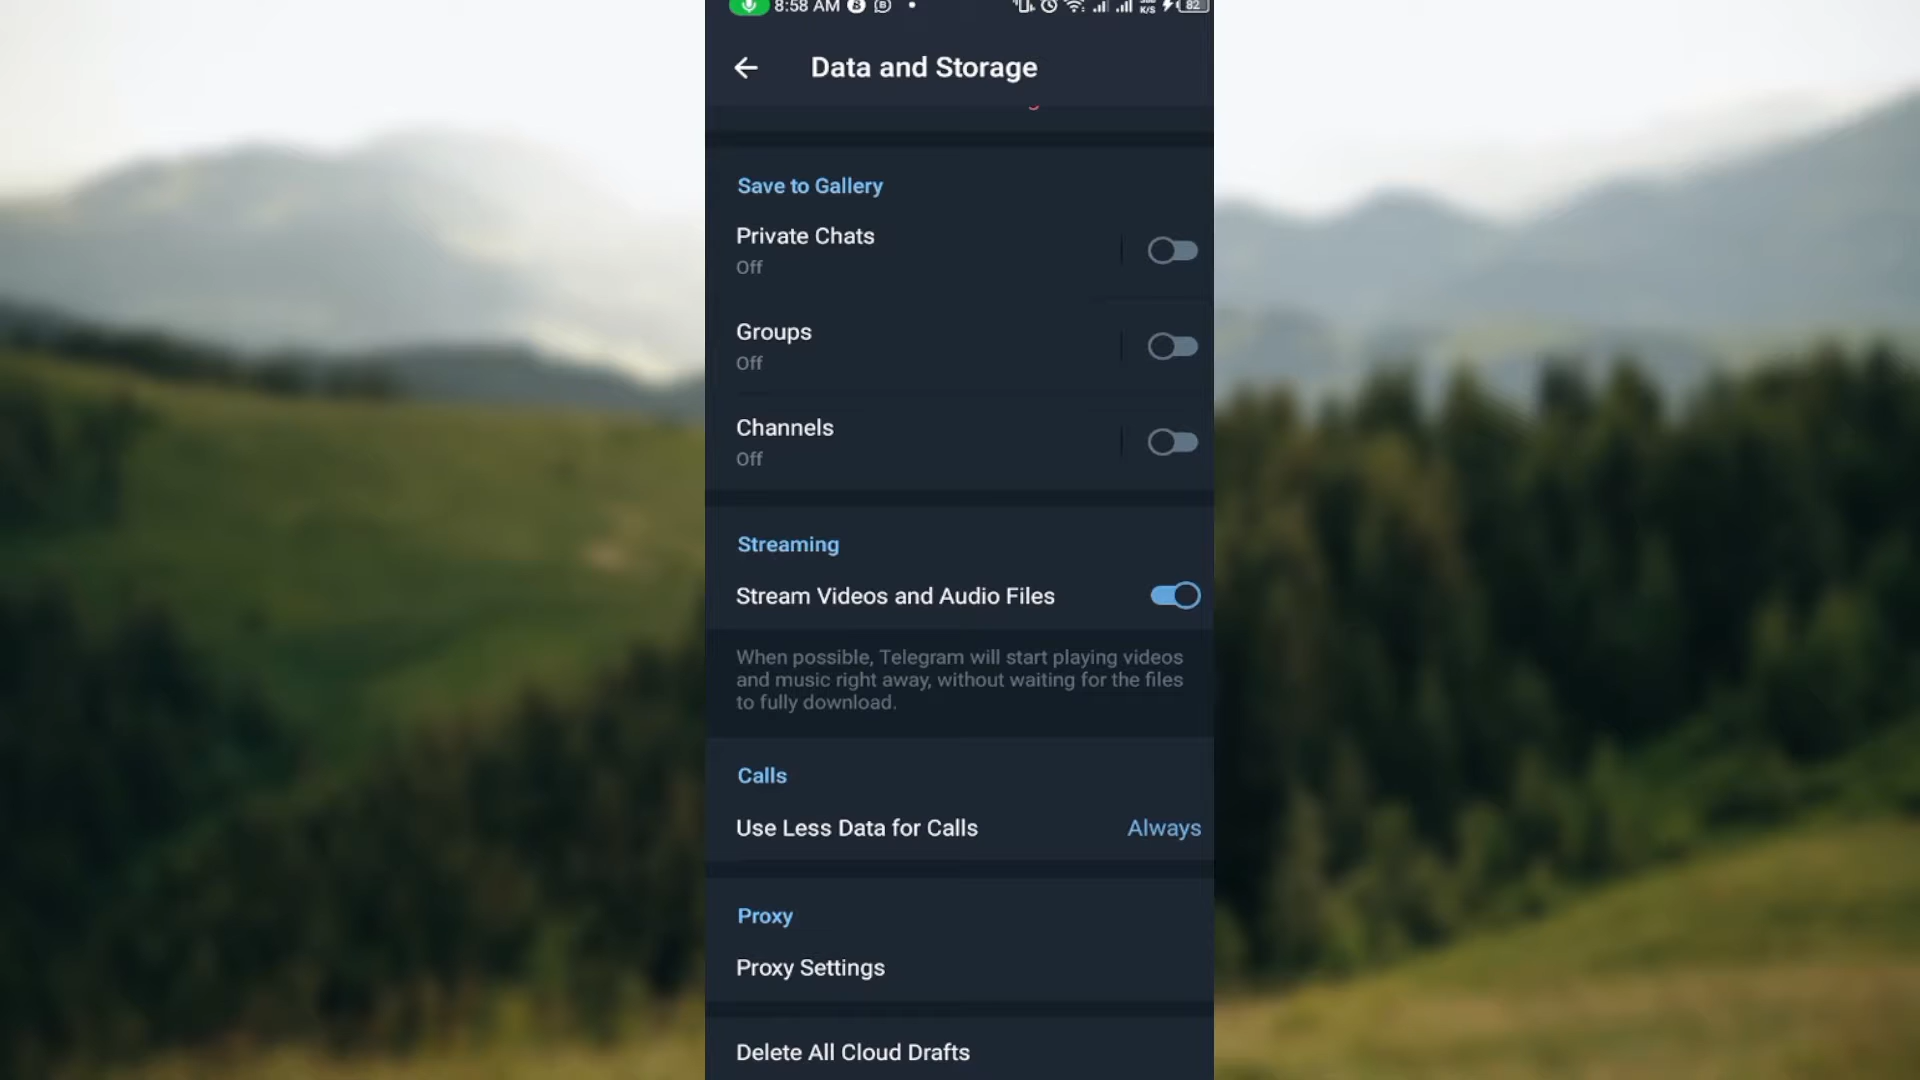 8:58 AM
K/S
82
Data and Storage
Save to Gallery
Private Chats
Off
Groups
Off
Channels
Off
Streaming
Stream Videos and Audio Files
When possible, Telegram will start playing videos
and music right away, without waiting for the files
to fully download.
Calls
Use Less Data for Calls
Always
Proxy
Proxy Settings
Delete All Cloud Drafts